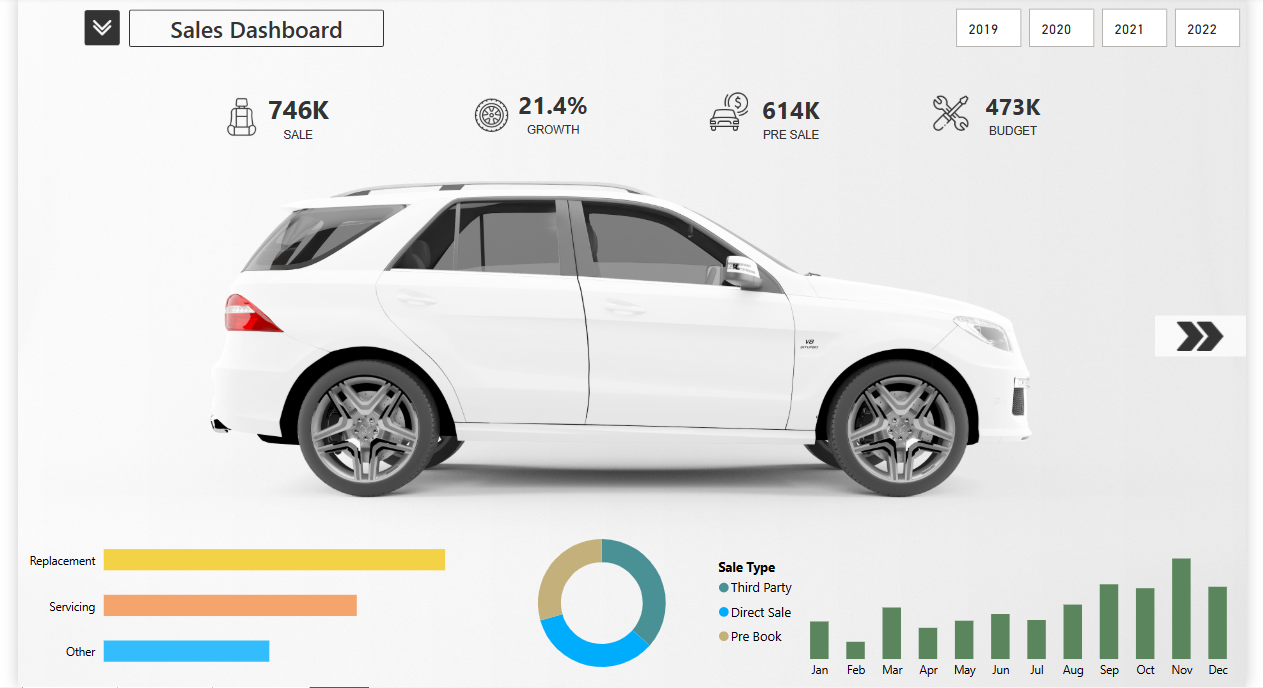 Sales Dashboard
2019
2020
2021
2022
746K
SALE
21.4%
GROWTH
614K
PRE SALE
473K
BUDGET
V8
Replacement
Servicing
Other
Sale Type
Third Party
Direct Sale
Pre Book
Jan Feb Mar Apr May Jun Jul Aug Sep Oct Nov Dec